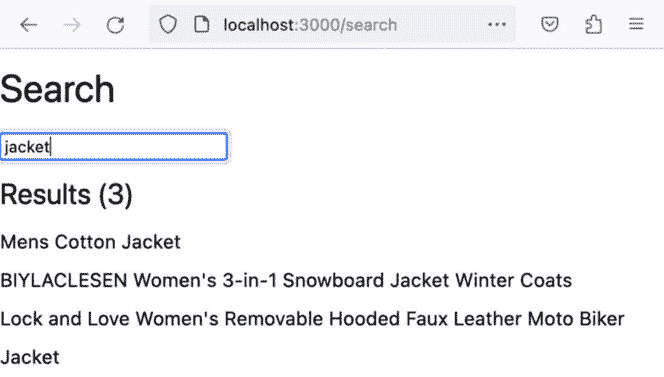 localhost:3000/search
Search
jacket
Results (3)
Mens Cotton Jacket
BIYLACLESEN Women's 3-in-1 Snowboard Jacket Winter Coats
Lock and Love Women's Removable Hooded Faux Leather Moto Biker
Jacket